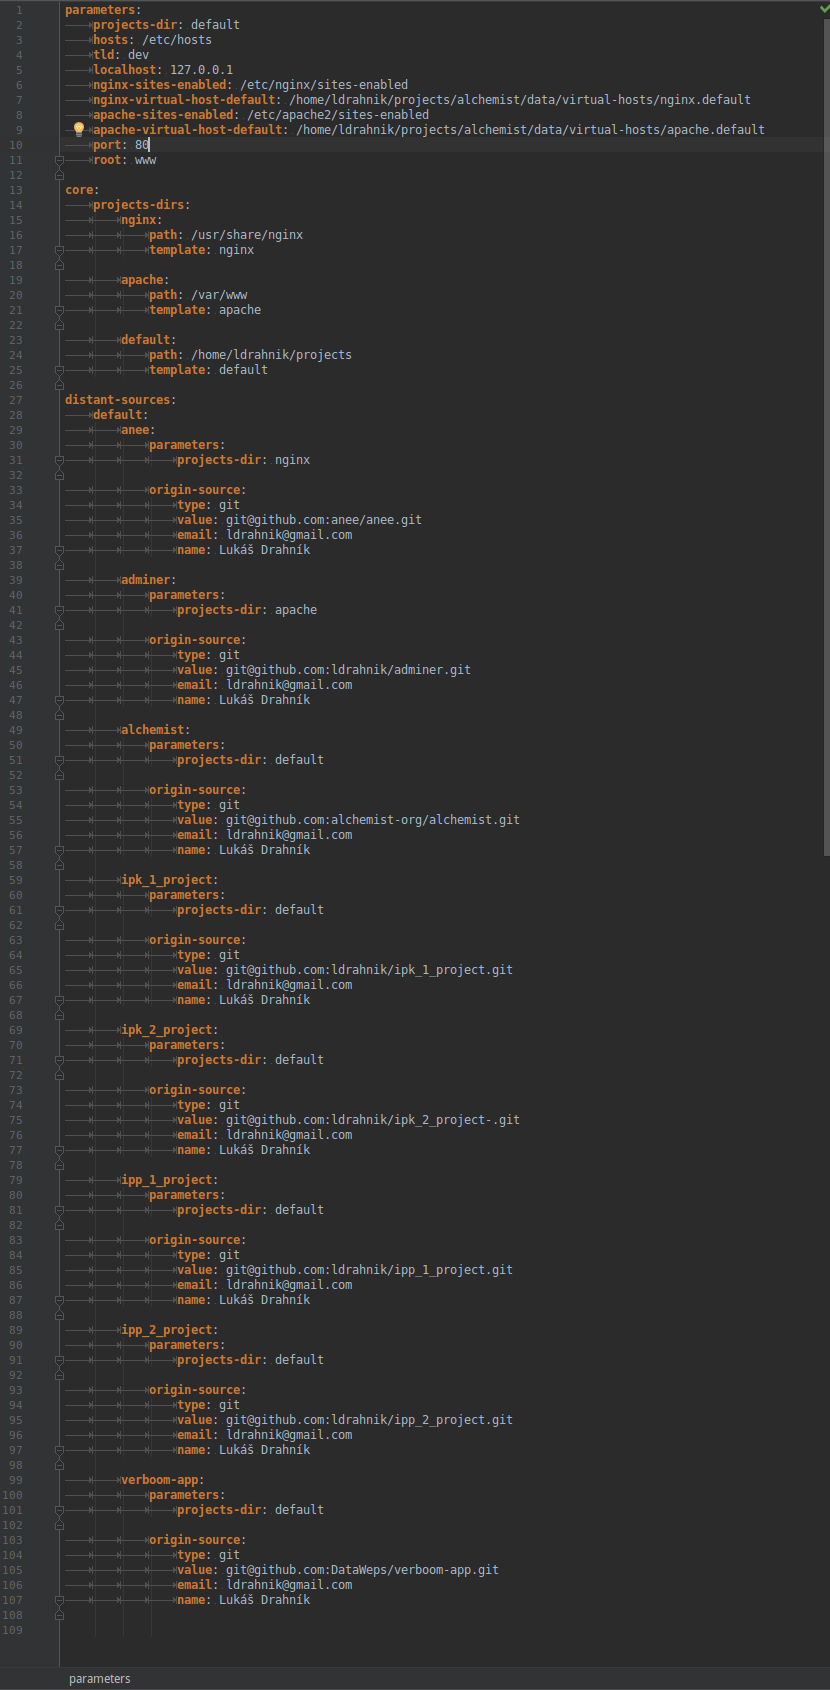 1 parameters:
2 projects-dir: default
3 hosts: /etc/hosts
4 tld: dev
5 localhost: 127.0.0.1
6 nginx-sites-enabled: /etc/nginx/sites-enabled
7 nginx-virtual-host-default: /home/ldrahnik/projects/alchemist/data/virtual-hosts/nginx.default
8 apache-sites-enabled: /etc/apache2/sites-enabled
9 apache-virtual-host-default: /home/ldrahnik/projects/alchemist/data/virtual-hosts/apache.default
10 port: 80
11 root: www
12
13 core:
14 projects-dirs:
15 nginx:
16 path: /usr/share/nginx
17 template: nginx
18
19 apache:
20 path: /var/www
21 template: apache
22
23 default:
24 path: /home/ldrahnik/projects
25 template: default
26
27 distant-sources:
28 default:
29 anee:
30 parameters:
31 projects-dir: nginx
32
33 origin-source:
34 type: git
35 value: git@github.com:anee/anee.git
36 email: ldrahnik@gmail.com
37 name: Lukáš Drahník
38
39 adminer:
40 parameters:
41 projects-dir: apache
42
43 origin-source:
44 type: git
45 value: git@github.com:ldrahnik/adminer.git
46 email: ldrahnik@gmail.com
47 name: Lukáš Drahník
48
49 alchemist:
50 parameters:
51 projects-dir: default
52
53 origin-source:
54 type: git
55 value: git@github.com:alchemist-org/alchemist.git
56 email: ldrahnik@gmail.com
57 name: Lukáš Drahník
58
59 ipk_1_project:
60 parameters:
61 projects-dir: default
62
63 origin-source:
64 type: git
65 value: git@github.com:ldrahnik/ipk_1_project.git
66 email: ldrahnik@gmail.com
67 name: Lukáš Drahník
68
69 ipk_2_project:
70 parameters:
71 projects-dir: default
72
73 origin-source:
74 type: git
75 value: git@github.com:ldrahnik/ipk_2_project-.git
76 email: ldrahnik@gmail.com
77 name: Lukáš Drahník
78
79 ipp_1_project:
80 parameters:
81 projects-dir: default
82
83 origin-source:
84 type: git
85 value: git@github.com:ldrahnik/ipp_1_project.git
86 email: ldrahnik@gmail.com
87 name: Lukáš Drahník
88
89 ipp_2_project:
90 parameters:
91 projects-dir: default
92
93 origin-source:
94 type: git
95 value: git@github.com:ldrahnik/ipp_2_project.git
96 email: ldrahnik@gmail.com
97 name: Lukáš Drahník
98
99 verboom-app:
100 parameters:
101 projects-dir: default
102
103 origin-source:
104 type: git
105 value: git@github.com:DataWeps/verboom-app.git
106 email: ldrahnik@gmail.com
107 name: Lukáš Drahník
108
109
parameters